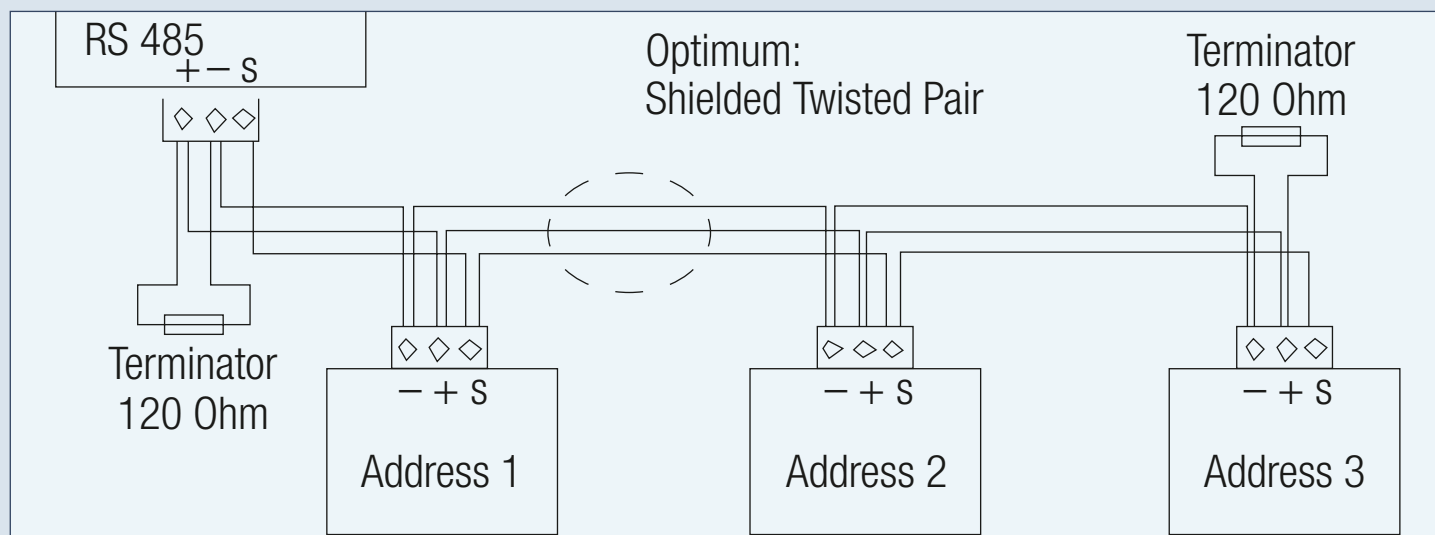 RS 485
+ − S
Optimum:
Shielded Twisted Pair
Terminator
120 Ohm
Terminator
120 Ohm
− + S
− + S
− + S
Address 1
Address 2
Address 3